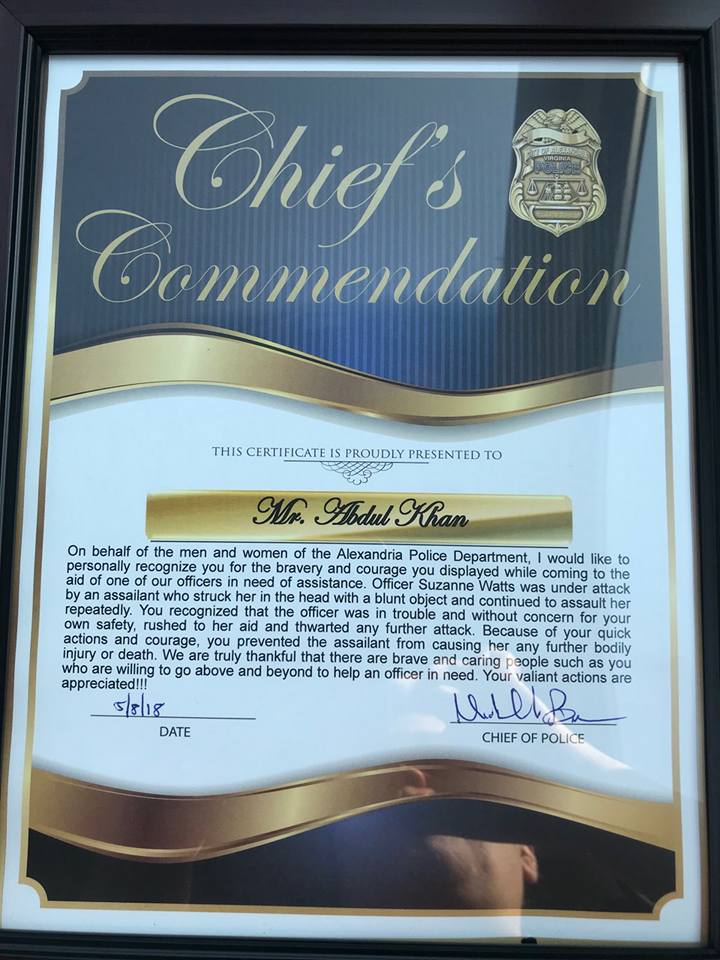 Chief's
Commendation
CITY OF ALEXANDRIA
VIRGINIA
POLICE
THIS CERTIFICATE IS PROUDLY PRESENTED TO
Mr. Abdul Khan
On behalf of the men and women of the Alexandria Police Department, I would like to
personally recognize you for the bravery and courage you displayed while coming to the
aid of one of our officers in need of assistance. Officer Suzanne Watts was under attack
by an assailant who struck her in the head with a blunt object and continued to assault her
repeatedly. You recognized that the officer was in trouble and without concern for your
own safety, rushed to her aid and thwarted any further attack. Because of your quick
actions and courage, you prevented the assailant from causing her any further bodily
injury or death. We are truly thankful that there are brave and caring people such as you
who are willing to go above and beyond to help an officer in need. Your valiant actions are
appreciated!!!
5/8/18
DATE
CHIEF OF POLICE